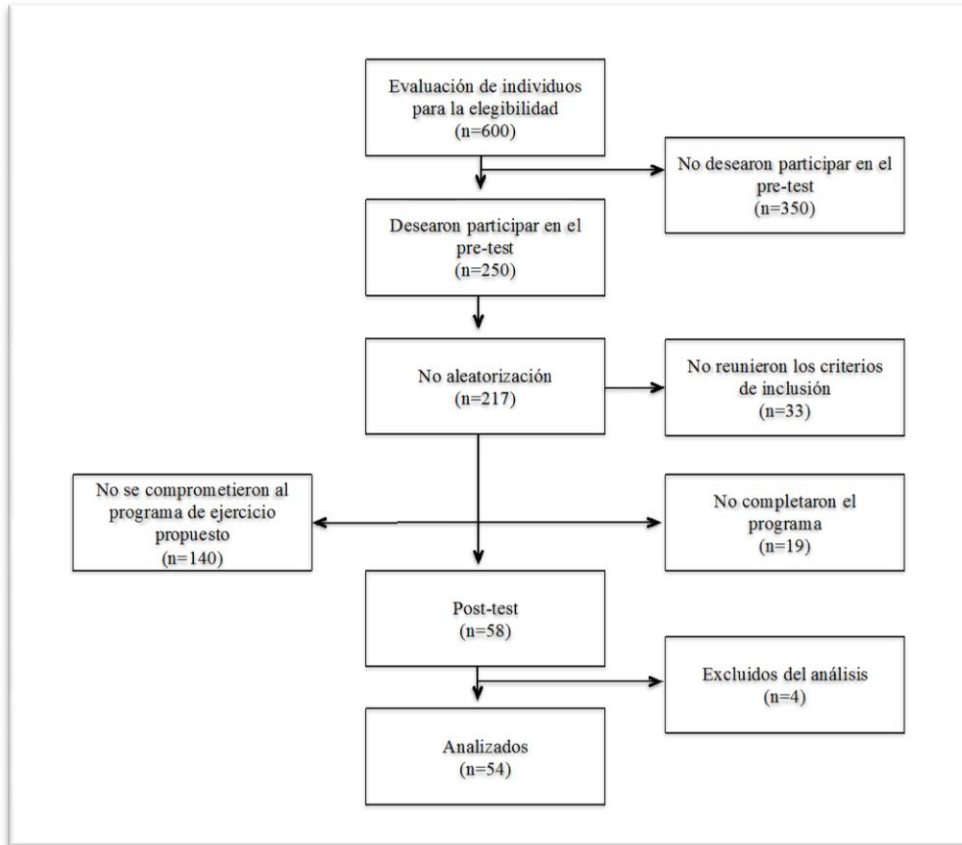 Evaluación de individuos
para la elegibilidad
(n=600)
No desearon participar en el
pre-test
(n=350)
Desearon participar en el
pre-test
(n=250)
No aleatorización
(n=217)
No reunieron los criterios
de inclusión
(n=33)
No se comprometieron al
programa de ejercicio
propuesto
(n=140)
No completaron el
programa
(n=19)
Post-test
(n=58)
Excluidos del análisis
(n=4)
Analizados
(n=54)